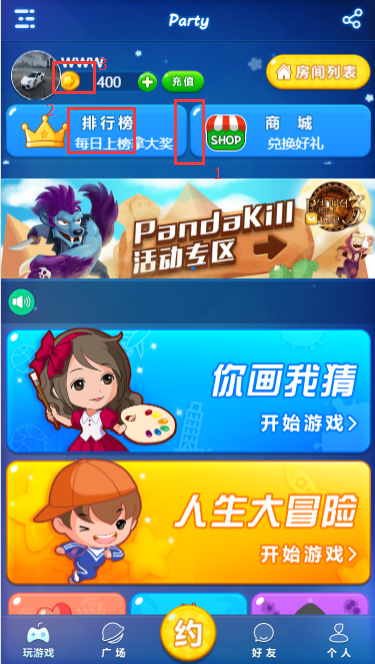 Party
www
3
400
充值
房间列表
2
排行榜
每日上榜拿大奖
SHOP
商 城
兑换好礼
1
PandaKill
活动专区
你画我猜
开始游戏>
人生大冒险
开始游戏>
玩游戏
广场
约
好友
个人